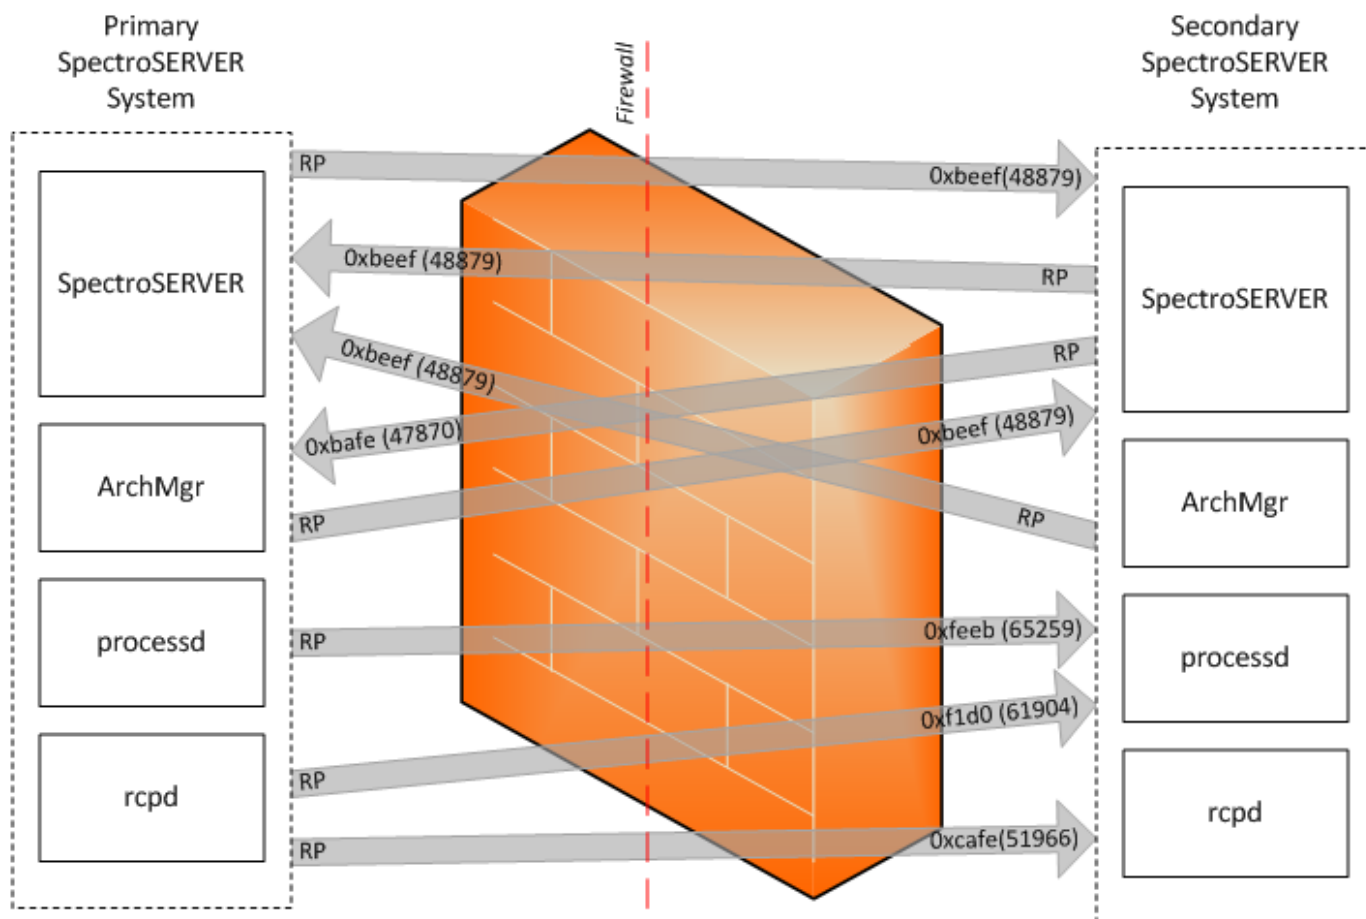 Primary
SpectroSERVER
System
Firewall
Secondary
SpectroSERVER
System
RP
0xbeef(48879)
0xbeef (48879)
RP
SpectroSERVER
SpectroSERVER
0xbeef (48879)
RP
0xbafe (47870)
0xbeef (48879)
ArchMgr
ArchMgr
RP
RP
processd
RP
0xfeeb (65259)
processd
0xf1d0 (61904)
RP
rcpd
rcpd
RP
0xcafe(51966)